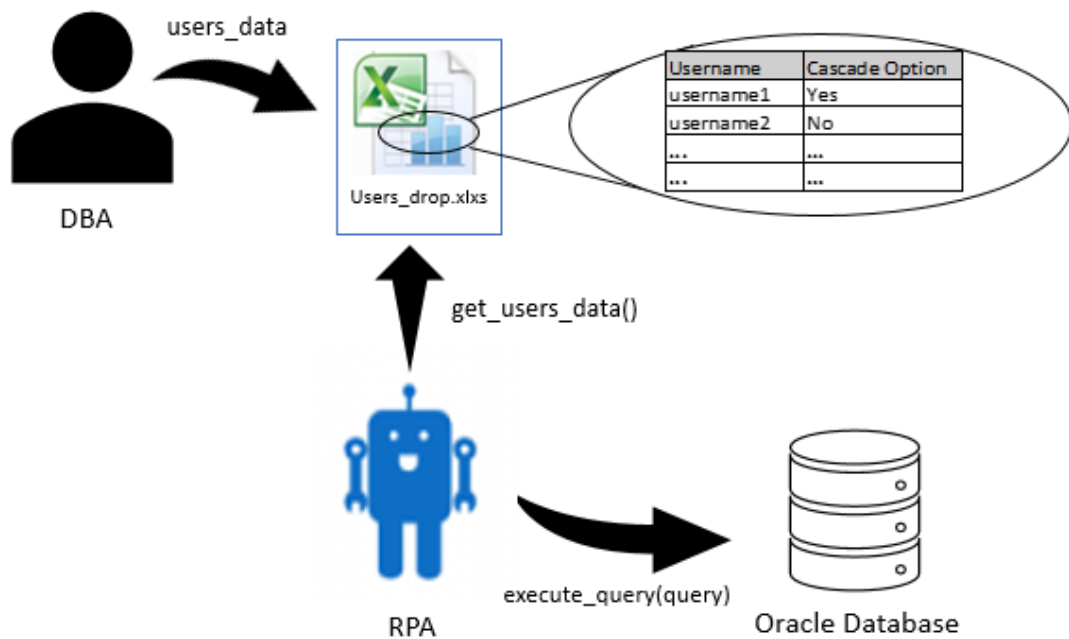 users_data
DBA
X
Users_drop.xlxs
Username Cascade Option
username1 Yes
username2 No
... ...
... ...
get_users_data()
RPA
execute_query(query)
Oracle Database